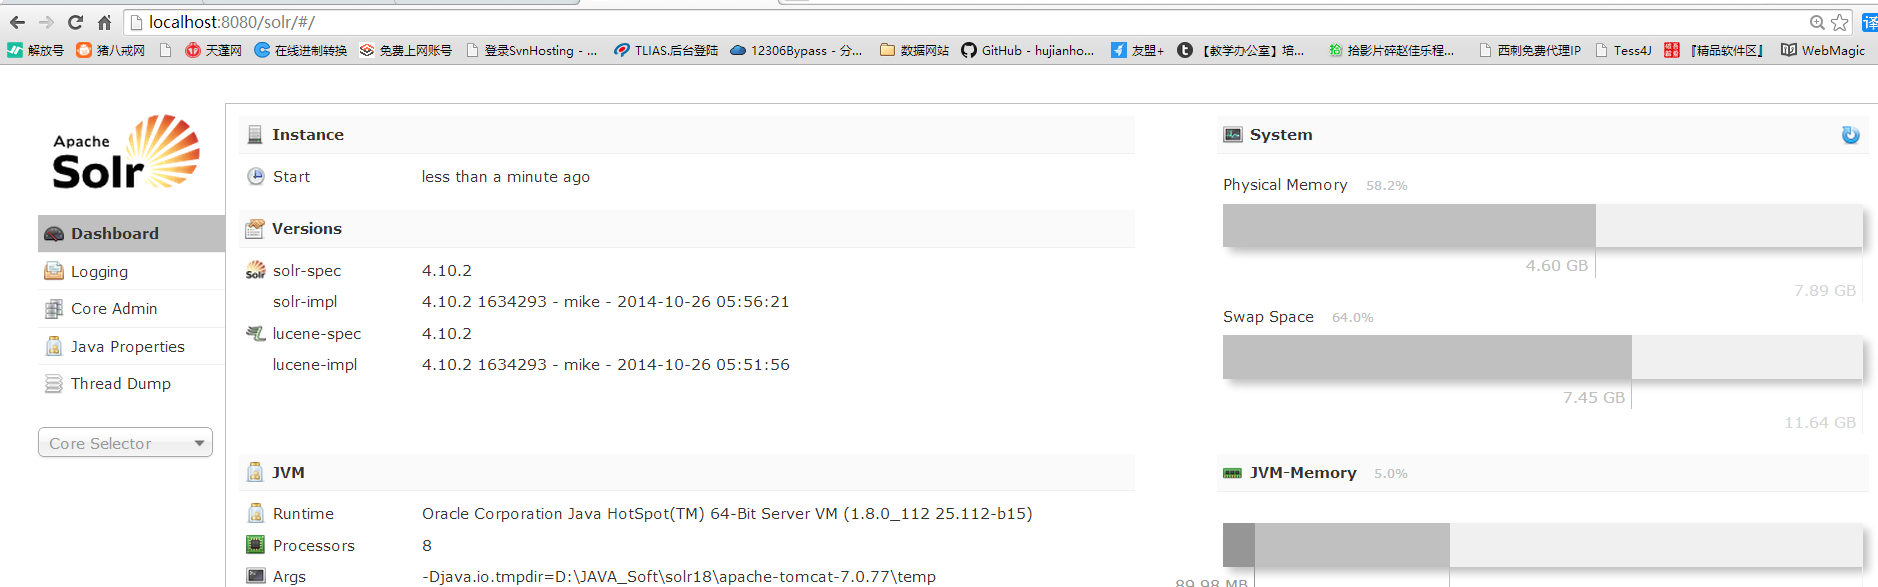 localhost:8080/solr/#/
译
解放号 猪八戒网 天蓬网 在线进制转换 免费上网账号 登录SvnHosting - ... TLIAS.后台登陆 12306Bypass - 分... 数据网站 GitHub - hujianho... 友盟+ 【教学办公室】培... 拾影片碎赵佳乐程... 西刺免费代理IP Tess4J 『精品软件区』 WebMagic
Apache
Solr
Dashboard
Logging
Core Admin
Java Properties
Thread Dump
Core Selector
Instance
Start less than a minute ago
Versions
solr-spec 4.10.2
solr-impl 4.10.2 1634293 - mike - 2014-10-26 05:56:21
lucene-spec 4.10.2
lucene-impl 4.10.2 1634293 - mike - 2014-10-26 05:51:56
JVM
Runtime Oracle Corporation Java HotSpot(TM) 64-Bit Server VM (1.8.0_112 25.112-b15)
Processors 8
Args -Djava.io.tmpdir=D:\JAVA_Soft\solr18\apache-tomcat-7.0.77\temp
System
Physical Memory 58.2%
4.60 GB
7.89 GB
Swap Space 64.0%
7.45 GB
11.64 GB
JVM-Memory 5.0%
89.98 MB